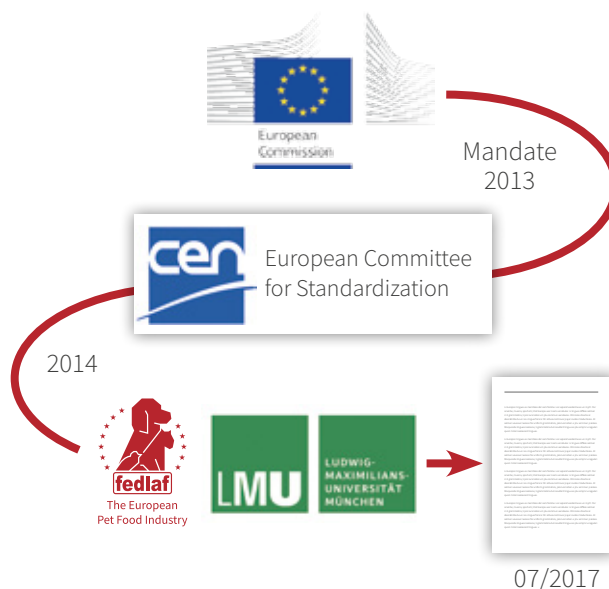 European
Commission
Mandate
2013
cen
European Committee
for Standardization
2014
fediaf
The European
Pet Food Industry
LMU
LUDWIG-
MAXIMILIANS-
UNIVERSITÄT
MÜNCHEN
07/2017